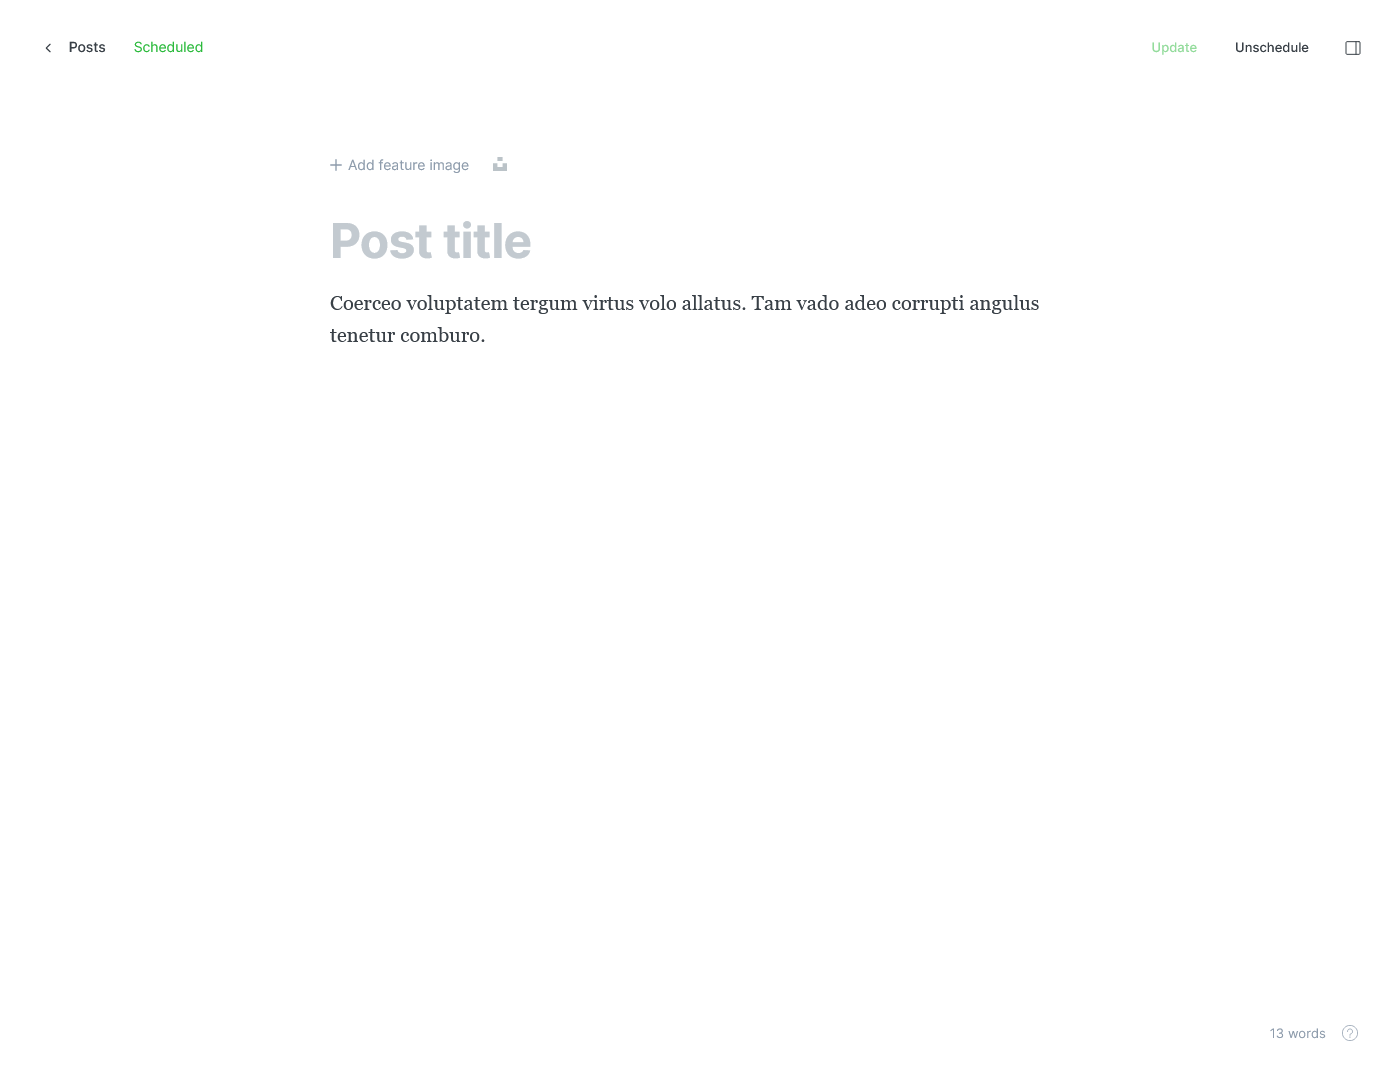 Posts Scheduled Update Unschedule
Add feature image
Post title
Coerceo voluptatem tergum virtus volo allatus. Tam vado adeo corrupti angulus
tenetur comburo.
13 words